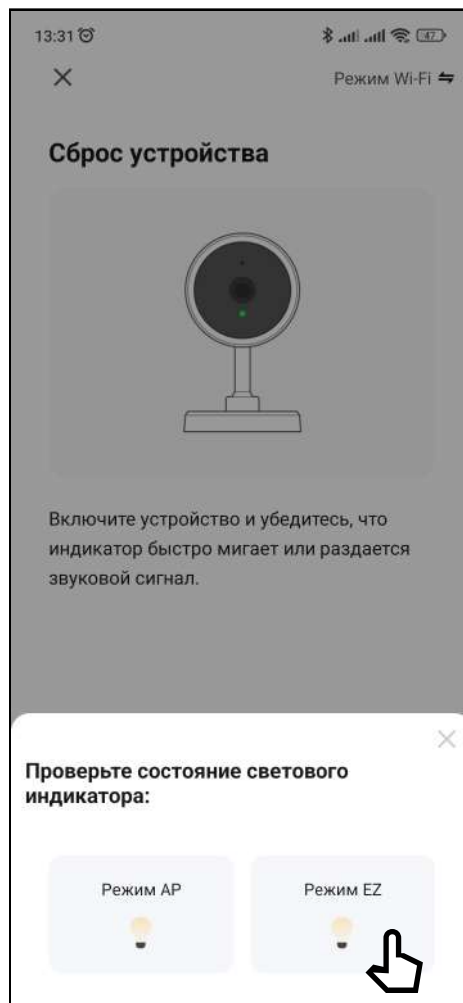 13:31
47
Режим Wi-Fi
Сброс устройства
Включите устройство и убедитесь, что
индикатор быстро мигает или раздается
звуковой сигнал.
Проверьте состояние светового
индикатора:
Режим AP
Режим EZ